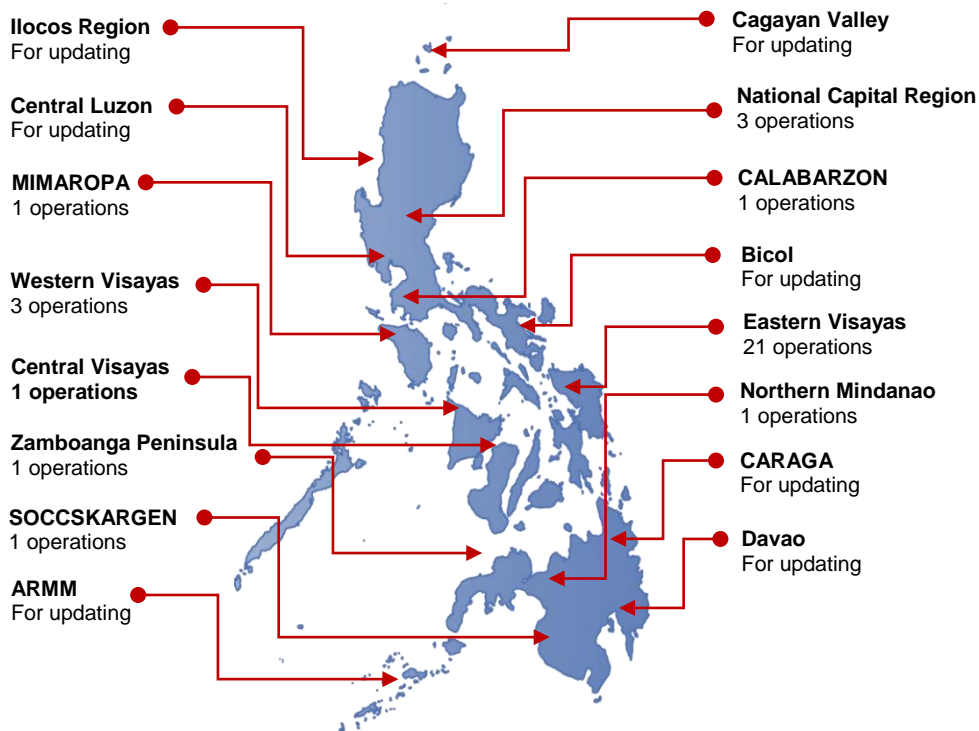 Ilocos Region
For updating
Central Luzon
For updating
MIMAROPA
1 operations
Western Visayas
3 operations
Central Visayas
1 operations
Zamboanga Peninsula
1 operations
SOCCSKARGEN
1 operations
ARMM
For updating
Cagayan Valley
For updating
National Capital Region
3 operations
CALABARZON
1 operations
Bicol
For updating
Eastern Visayas
21 operations
Northern Mindanao
1 operations
CARAGA
For updating
Davao
For updating